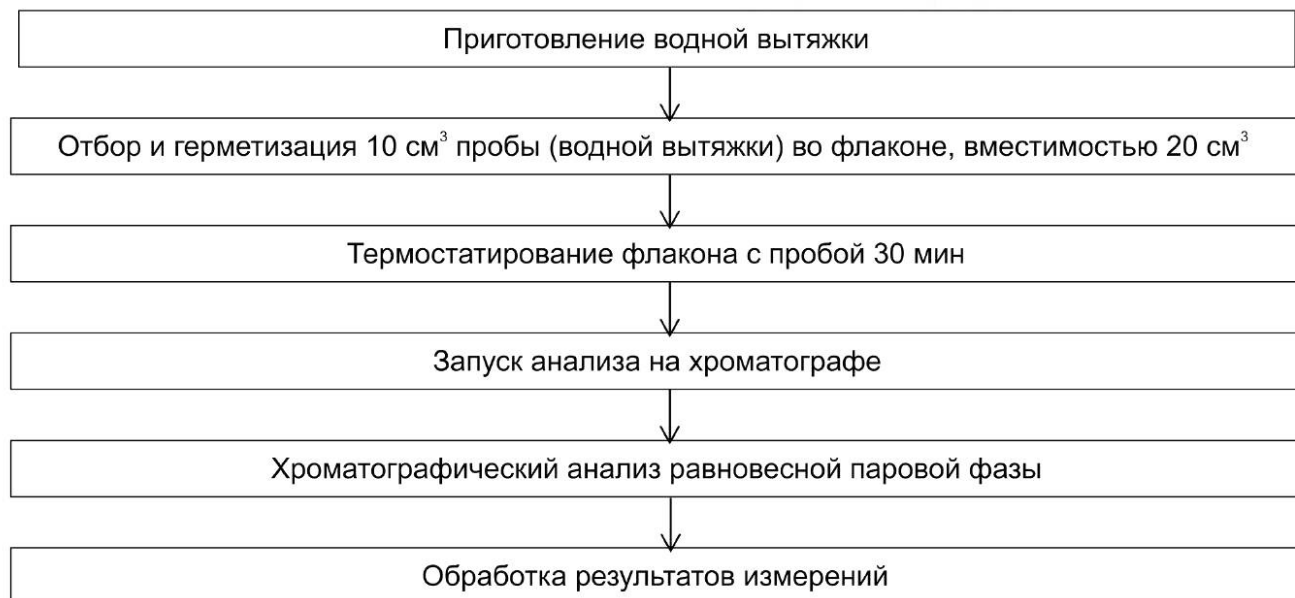 Приготовление водной вытяжки
Отбор и герметизация 10 см³ пробы (водной вытяжки) во флаконе, вместимостью 20 см³
Термостатирование флакона с пробой 30 мин
Запуск анализа на хроматографе
Хроматографический анализ равновесной паровой фазы
Обработка результатов измерений